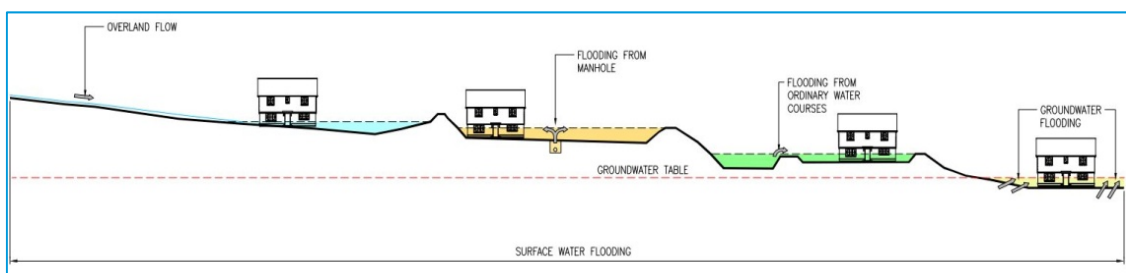 OVERLAND FLOW
FLOODING FROM
MANHOLE
FLOODING FROM
ORDINARY WATER
COURSES
GROUNDWATER
FLOODING
GROUNDWATER TABLE
SURFACE WATER FLOODING